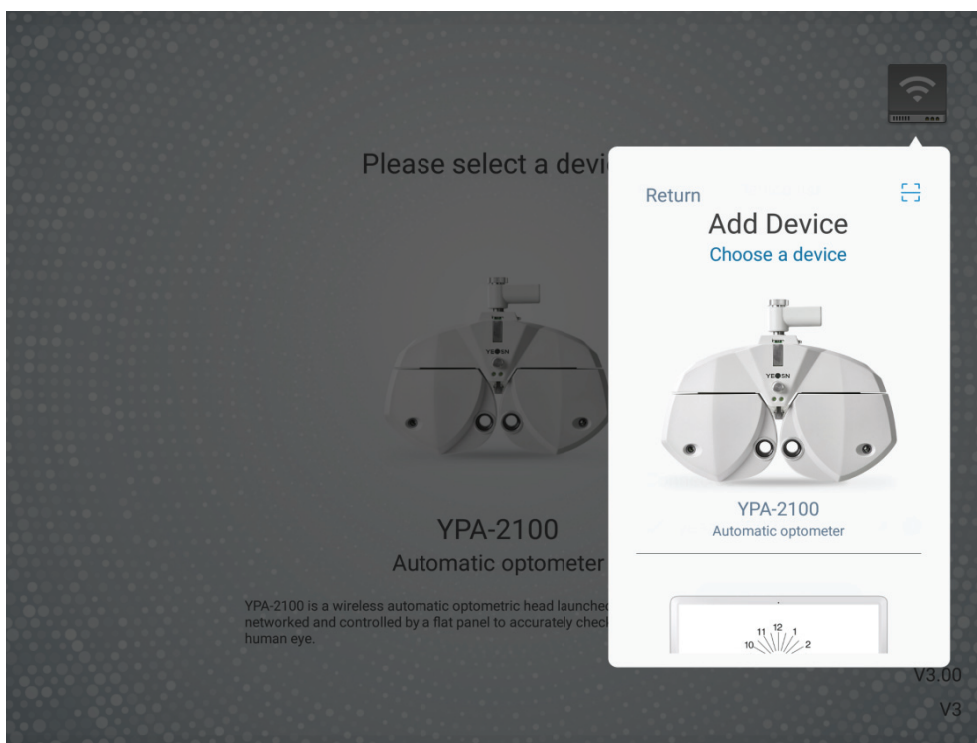 Please select a devi
Return
Add Device
Choose a device
YEOSN
YEOSN
YPA-2100
Automatic optometer
YPA-2100
Automatic optometer
YPA-2100 is a wireless automatic optometric head launched
networked and controlled by a flat panel to accurately chec
human eye.
11 12 1
10 2
V3.00
V3